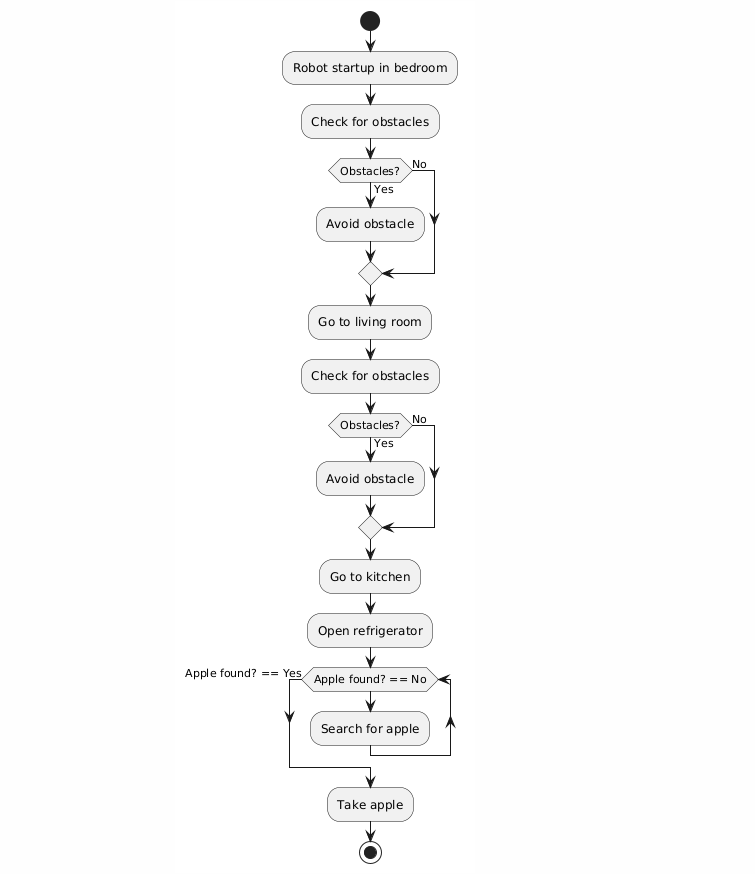 Robot startup in bedroom
Check for obstacles
Obstacles?
No
Yes
Avoid obstacle
Go to living room
Check for obstacles
Obstacles?
No
Yes
Avoid obstacle
Go to kitchen
Open refrigerator
Apple found? == Yes
Apple found? == No
Search for apple
Take apple